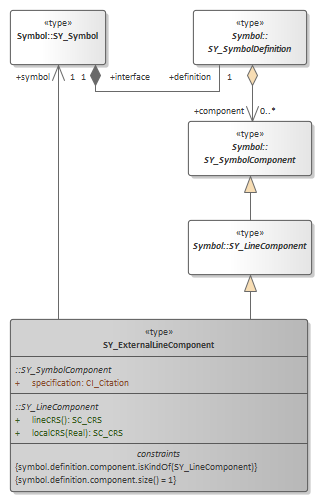 «type»
Symbol::SY_Symbol
«type»
Symbol::
SY_SymbolDefinition
+symbol
1
1
+interface
+definition
1
+component
0..*
«type»
Symbol::
SY_SymbolComponent
«type»
Symbol::SY_LineComponent
«type»
SY_ExternalLineComponent
::SY_SymbolComponent
+ specification: CI_Citation
::SY_LineComponent
+ lineCRS(): SC_CRS
+ localCRS(Real): SC_CRS
constraints
{symbol.definition.component.isKindOf(SY_LineComponent)}
{symbol.definition.component.size() = 1}